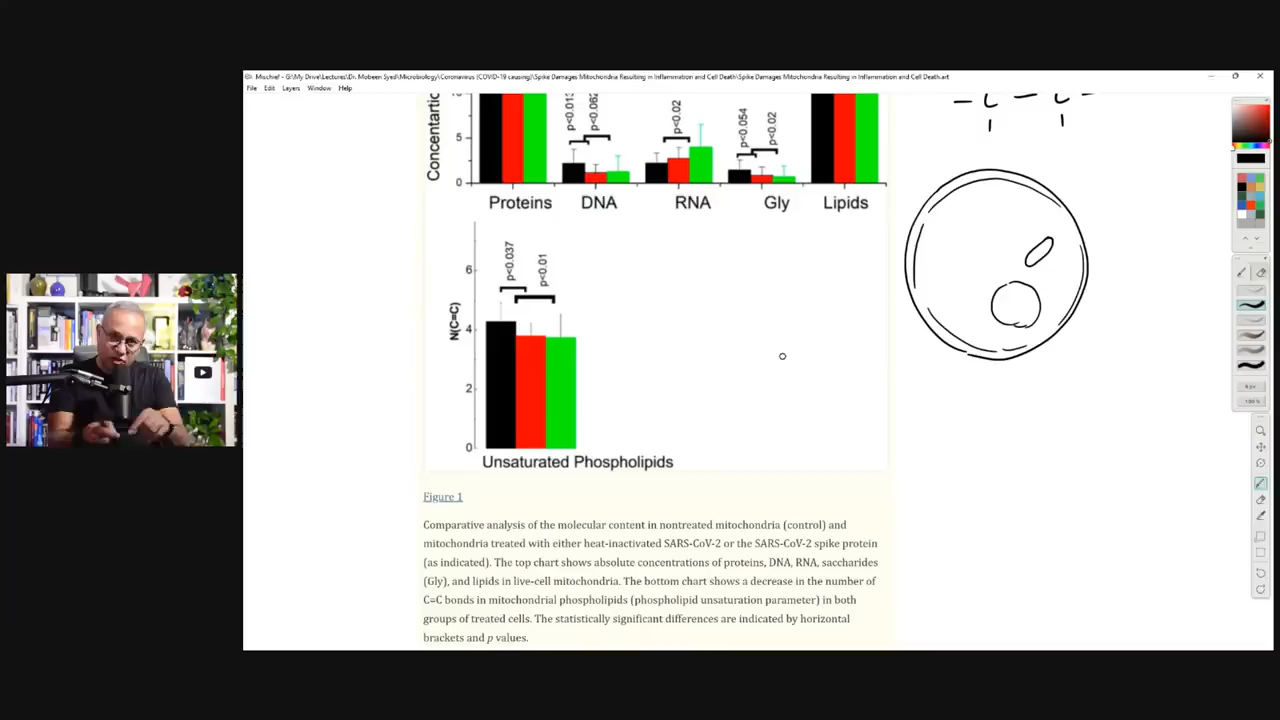 Mischief - G:\My Drive\Lectures\Dr. Mobeen Syed\Microbiology\Coronavirus (COVID-19 causing)\Spike Damages Mitochondria Resulting in Inflammation and Cell Death\Spike Damages Mitochondria Resulting in Inflammation and Cell Death.art
File Edit Layers Window Help
5
0
p<0.062
p<0.02
p<0.054
p<0.02
Proteins DNA RNA Gly Lipids
N(C=C)
6
4
2
0
p<0.037
p<0.01
Unsaturated Phospholipids
Figure 1
Comparative analysis of the molecular content in nontreated mitochondria (control) and
mitochondria treated with either heat-inactivated SARS-CoV-2 or the SARS-CoV-2 spike protein
(as indicated). The top chart shows absolute concentrations of proteins, DNA, RNA, saccharides
(Gly), and lipids in live-cell mitochondria. The bottom chart shows a decrease in the number of
C=C bonds in mitochondrial phospholipids (phospholipid unsaturation parameter) in both
groups of treated cells. The statistically significant differences are indicated by horizontal
brackets and p values.